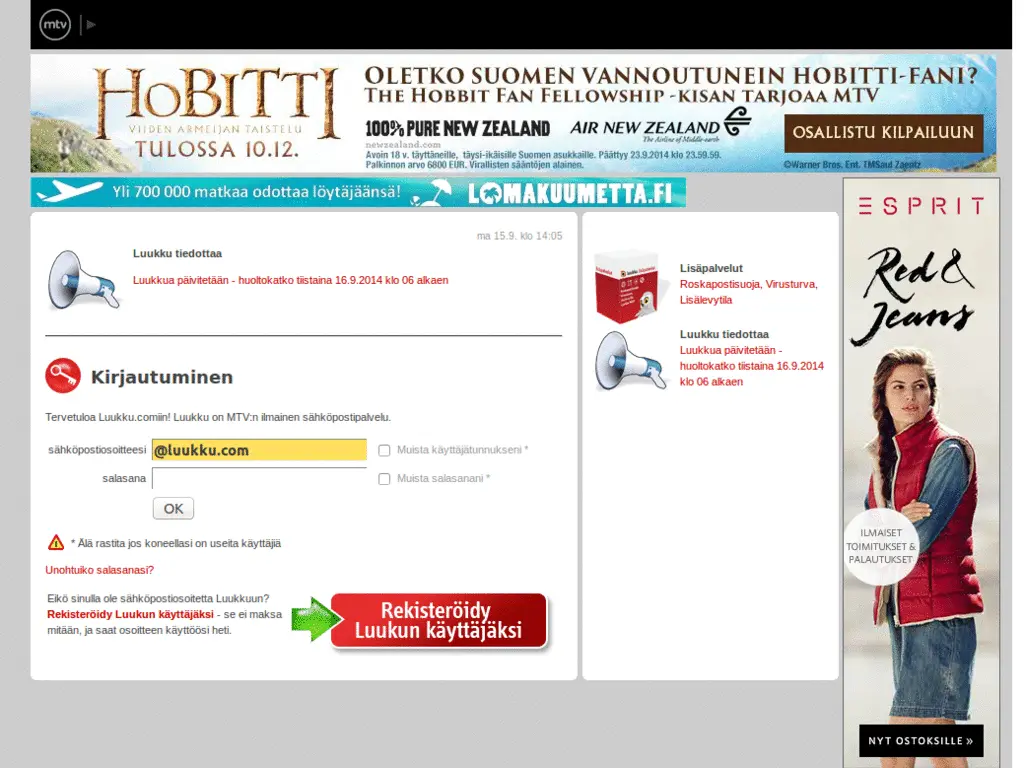 mtv
HOBITTI
VIIDEN ARMEIJAN TAISTELU
TULOSSA 10.12.
OLETKO SUOMEN VANNOUTUNEIN HOBITTI-FANI?
THE HOBBIT FAN FELLOWSHIP -KISAN TARJOAA MTV
100% PURE NEW ZEALAND
newzealand.com
AIR NEW ZEALAND
The Airline of Middle-earth
OSALLISTU KILPAILUUN
Avoin 18 v. täyttäneille, täysi-ikäisille Suomen asukkaille. Päättyy 23.9.2014 klo 23.59.59.
Palkinnon arvo 6800 EUR. Virallisten sääntöjen alainen.
©Warner Bros. Ent. TMSaul Zaentz
Yli 700 000 matkaa odottaa löytäjäänsä!
LOMAKUUMETTA.FI
ma 15.9. klo 14:05
Luukku tiedottaa
Luukkua päivitetään - huoltokatko tiistaina 16.9.2014 klo 06 alkaen
Kirjautuminen
Tervetuloa Luukku.comiin! Luukku on MTV:n ilmainen sähköpostipalvelu.
sähköpostiosoitteesi @luukku.com Muista käyttäjätunnukseni *
salasana Muista salasanani *
OK
* Älä rastita jos koneellasi on useita käyttäjiä
Unohtuiko salasanasi?
Eikö sinulla ole sähköpostiosoitetta Luukkuun?
Rekisteröidy Luukun käyttäjäksi - se ei maksa
mitään, ja saat osoitteen käyttöösi heti.
Rekisteröidy
Luukun käyttäjäksi
Lisäpalvelut
Roskapostisuoja, Virusturva,
Lisälevytila
Luukku tiedottaa
Luukkua päivitetään -
huoltokatko tiistaina 16.9.2014
klo 06 alkaen
ESPRIT
Red &
Jeans
ILMAISET
TOIMITUKSET &
PALAUTUKSET
NYT OSTOKSILLE »